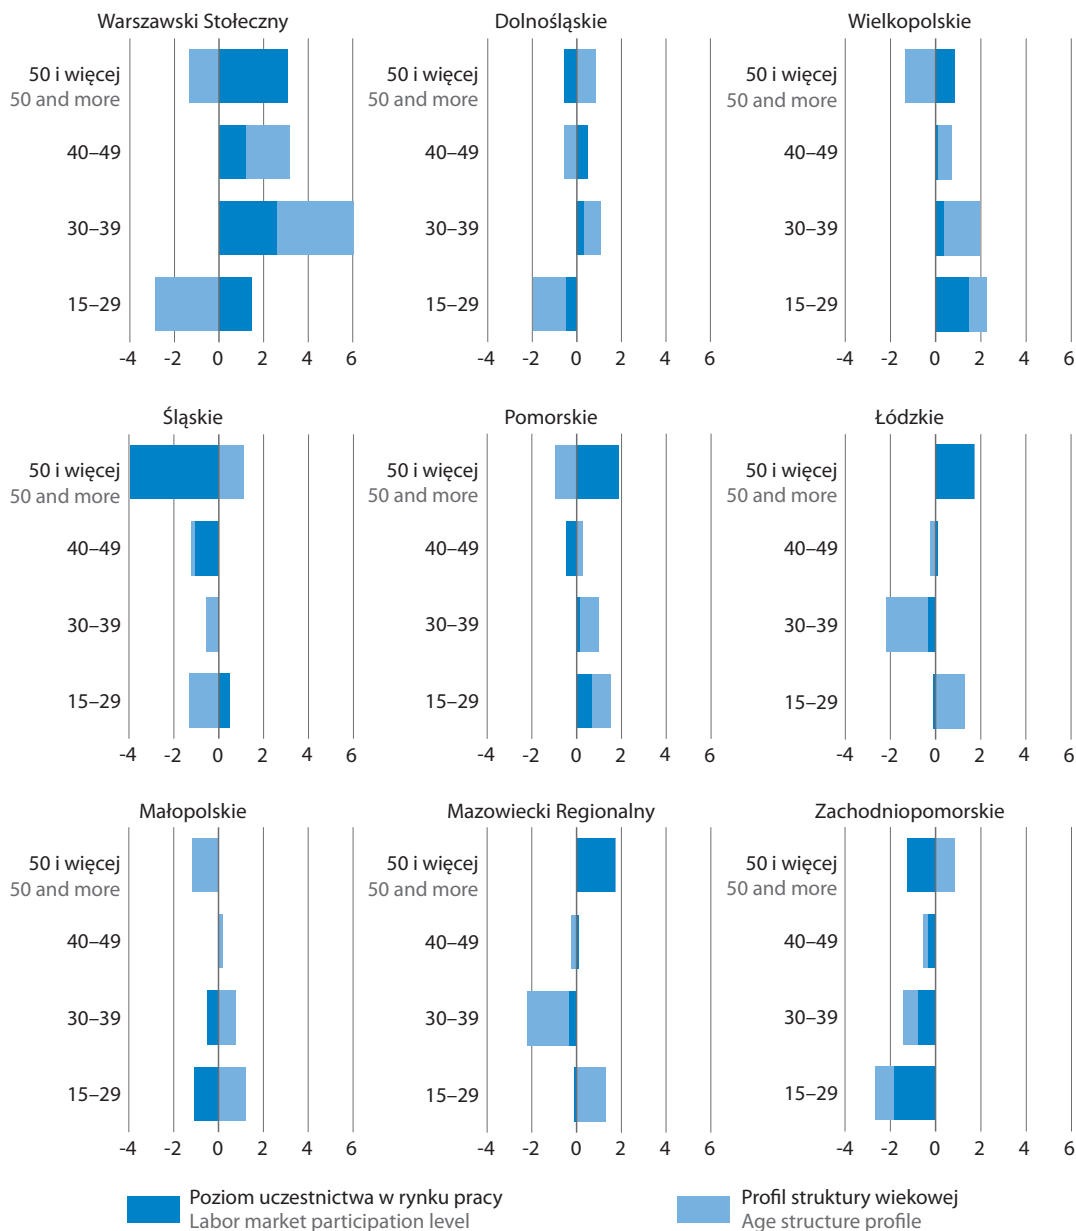 Warszawski Stołeczny
50 i więcej
50 and more
40–49
30–39
15–29
-4 -2 0 2 4 6
Dolnośląskie
50 i więcej
50 and more
40–49
30–39
15–29
-4 -2 0 2 4 6
Wielkopolskie
50 i więcej
50 and more
40–49
30–39
15–29
-4 -2 0 2 4 6
Śląskie
50 i więcej
50 and more
40–49
30–39
15–29
-4 -2 0 2 4 6
Pomorskie
50 i więcej
50 and more
40–49
30–39
15–29
-4 -2 0 2 4 6
Łódzkie
50 i więcej
50 and more
40–49
30–39
15–29
-4 -2 0 2 4 6
Małopolskie
50 i więcej
50 and more
40–49
30–39
15–29
-4 -2 0 2 4 6
Mazowiecki Regionalny
50 i więcej
50 and more
40–49
30–39
15–29
-4 -2 0 2 4 6
Zachodniopomorskie
50 i więcej
50 and more
40–49
30–39
15–29
-4 -2 0 2 4 6
Poziom uczestnictwa w rynku pracy
Labor market participation level
Profil struktury wiekowej
Age structure profile